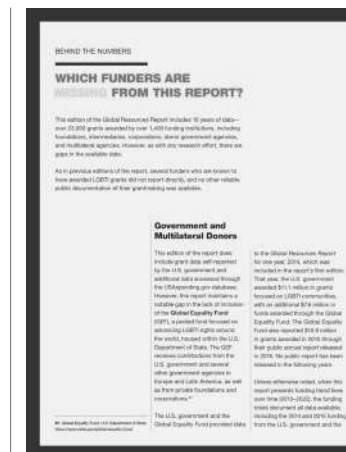 BEHIND THE NUMBERS
WHICH FUNDERS ARE
MISSING FROM THIS REPORT?
This edition of the Global Resources Report includes 10 years of data—
over 20,000 grants awarded by over 1,400 funding institutions, including
foundations, intermediaries, corporations, donor government agencies,
and multilateral agencies. However, as with any research effort, there are
gaps in the available data.
As in previous editions of the report, several funders who are known to
have awarded LGBTI grants did not report directly, and no other reliable
public documentation of their grantmaking was available.
Government and
Multilateral Donors
This edition of the report does
include grant data self-reported
by the U.S. government and
additional data accessed through
the USAspending.gov database.
However, the report maintains a
notable gap in the lack of inclusion
of the Global Equality Fund
(GEF), a pooled fund focused on
advancing LGBTI rights around
the world, housed within the U.S.
Department of State. The GEF
receives contributions from the
U.S. government and several
other government agencies in
Europe and Latin America, as well
as from private foundations and
corporations.
The U.S. government and the
Global Equality Fund provided data
to the Global Resources Report
for one year, 2014, which was
included in the report's first edition.
That year, the U.S. government
awarded $11.1 million in grants
focused on LGBTI communities,
with an additional million in
funds awarded through the Global
Equality Fund. The Global Equality
Fund also reported million
in grants awarded in 2015 through
their public annual report released
in 2016. No public report has been
released in the following years.
Unless otherwise noted, when this
report presents funding trend lines
over time (2013–2022), the funding
totals document all data available,
including the 2014 and 2015 funding
from the U.S. government and the
Global Equality Fund, U.S. Department of State,